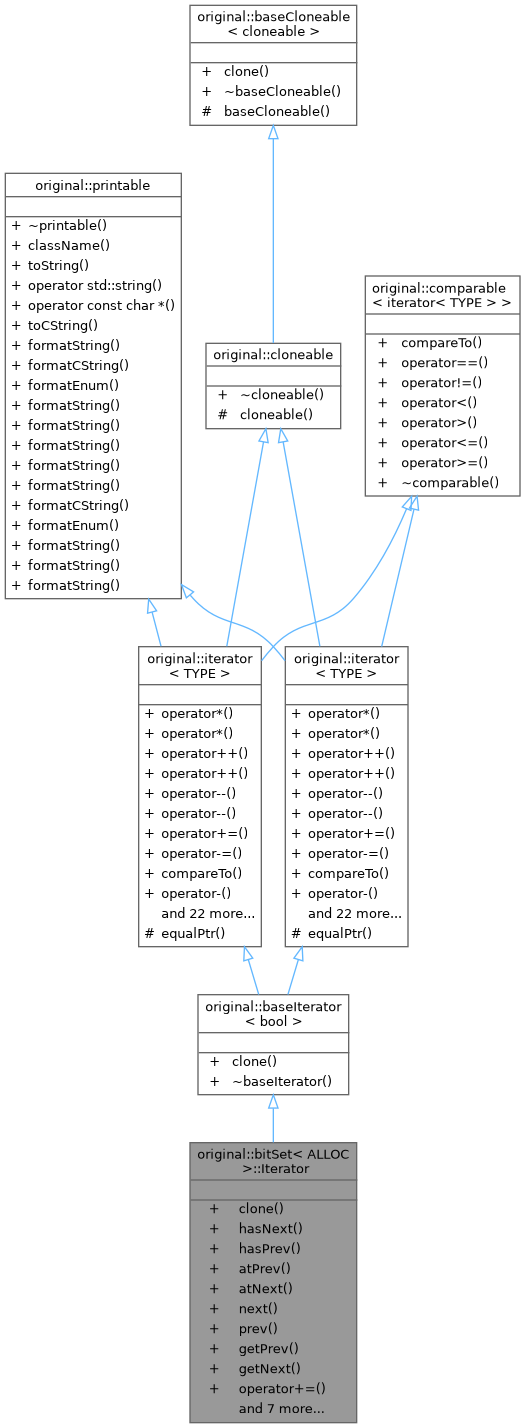 original::baseCloneable
< cloneable >
+ clone()
+ ~baseCloneable()
# baseCloneable()
original::printable
+ ~printable()
+ className()
+ toString()
+ operator std::string()
+ operator const char *()
+ toCString()
+ formatString()
+ formatCString()
+ formatEnum()
+ formatString()
+ formatString()
+ formatString()
+ formatString()
+ formatString()
+ formatCString()
+ formatEnum()
+ formatString()
+ formatString()
+ formatString()
original::comparable
< iterator< TYPE > >
+ compareTo()
+ operator==()
+ operator!=()
+ operator<()
+ operator>()
+ operator<=()
+ operator>=()
+ ~comparable()
original::cloneable
+ ~cloneable()
# cloneable()
original::iterator
< TYPE >
+ operator*()
+ operator*()
+ operator++()
+ operator++()
+ operator--()
+ operator--()
+ operator+=()
+ operator-=()
+ compareTo()
+ operator-()
and 22 more...
# equalPtr()
original::iterator
< TYPE >
+ operator*()
+ operator*()
+ operator++()
+ operator++()
+ operator--()
+ operator--()
+ operator+=()
+ operator-=()
+ compareTo()
+ operator-()
and 22 more...
# equalPtr()
original::baseIterator
< bool >
+ clone()
+ ~baseIterator()
original::bitSet< ALLOC
>::Iterator
+ clone()
+ hasNext()
+ hasPrev()
+ atPrev()
+ atNext()
+ next()
+ prev()
+ getPrev()
+ getNext()
+ operator+=()
and 7 more...